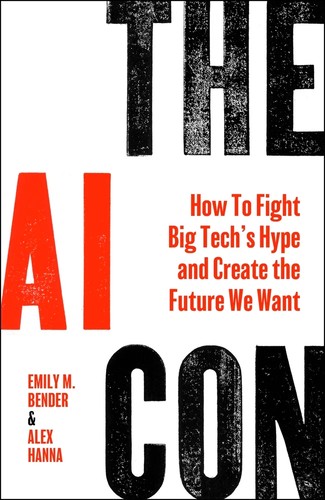 THE
AI
How To Fight
Big Tech's Hype
and Create the
Future We Want
CON
EMILY M.
BENDER
&
ALEX
HANNA